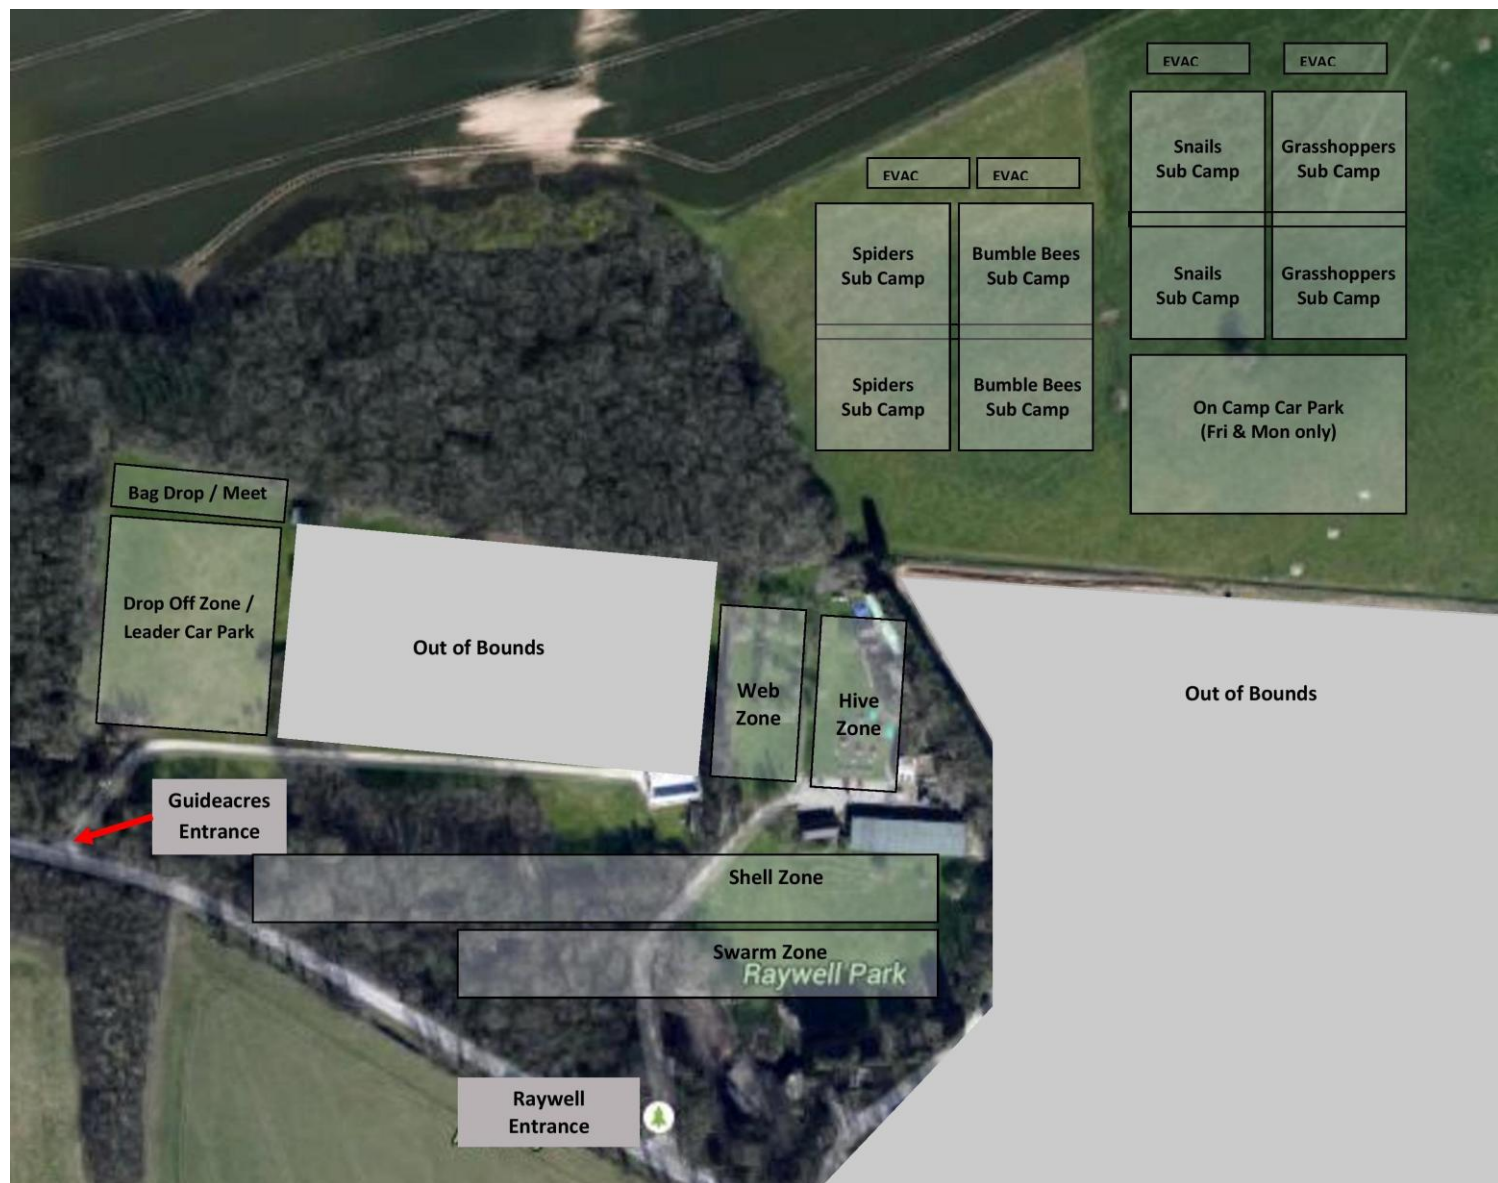 EVAC
EVAC
Snails
Sub Camp
Grasshoppers
Sub Camp
EVAC
EVAC
Spiders
Sub Camp
Bumble Bees
Sub Camp
Snails
Sub Camp
Grasshoppers
Sub Camp
Spiders
Sub Camp
Bumble Bees
Sub Camp
On Camp Car Park
(Fri & Mon only)
Bag Drop / Meet
Drop Off Zone /
Leader Car Park
Out of Bounds
Web
Zone
Hive
Zone
Out of Bounds
Guideacres
Entrance
Shell Zone
Swarm Zone
Raywell Park
Raywell
Entrance